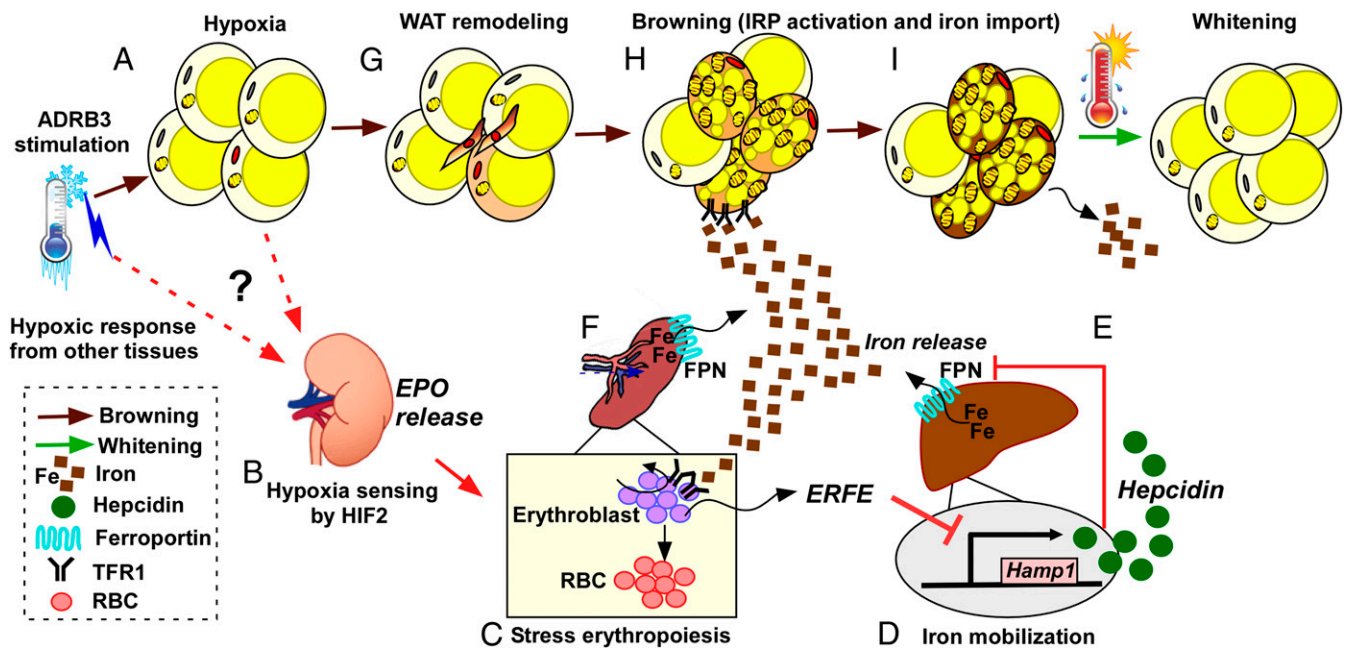 Hypoxia
WAT remodeling
Browning (IRP activation and iron import)
Whitening
A
G
H
I
ADRB3
stimulation
?
Hypoxic response
from other tissues
F
Fe
Fe
FPN
Iron release
E
FPN
Fe
Fe
EPO
release
Browning
Whitening
Fe
Iron
Hepcidin
Ferroportin
TFR1
RBC
B
Hypoxia sensing
by HIF2
Erythroblast
RBC
ERFE
Hepcidin
Hamp1
C
Stress erythropoiesis
D
Iron mobilization